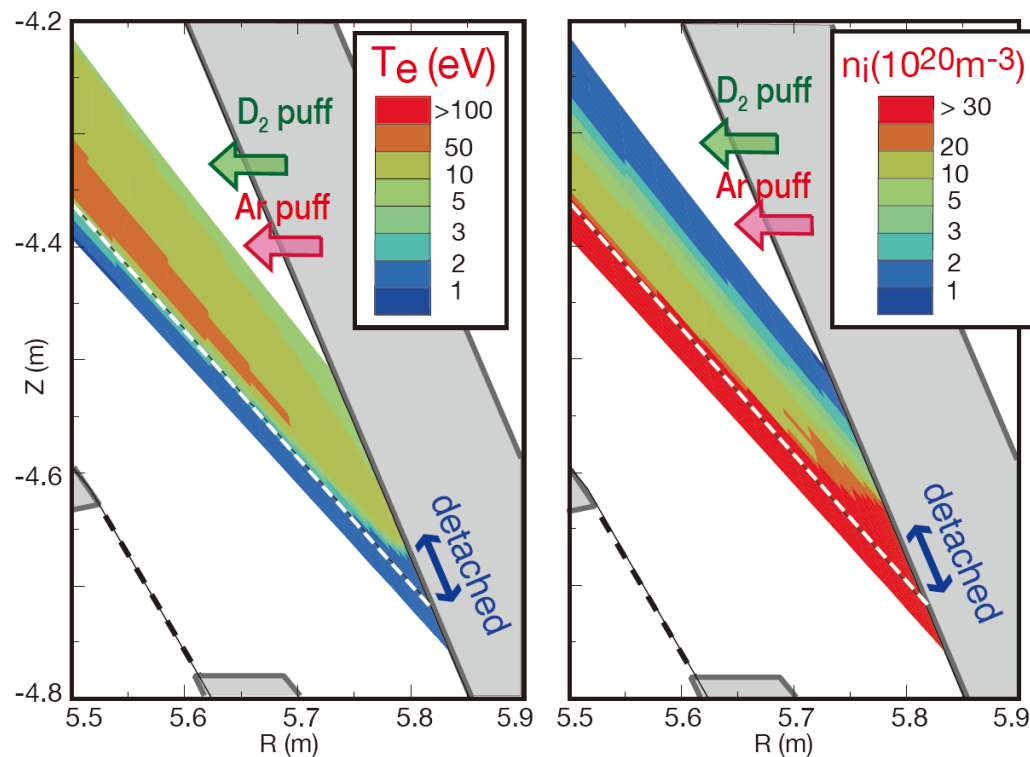 -4.2
-4.4
-4.6
-4.8
Z (m)
5.5 5.6 5.7 5.8 5.9
R (m)
Te (eV)
>100
50
10
5
3
2
1
D2 puff
Ar puff
detached
ni(10^20m-3)
> 30
20
10
5
3
2
1
D2 puff
Ar puff
detached
5.5 5.6 5.7 5.8 5.9
R (m)